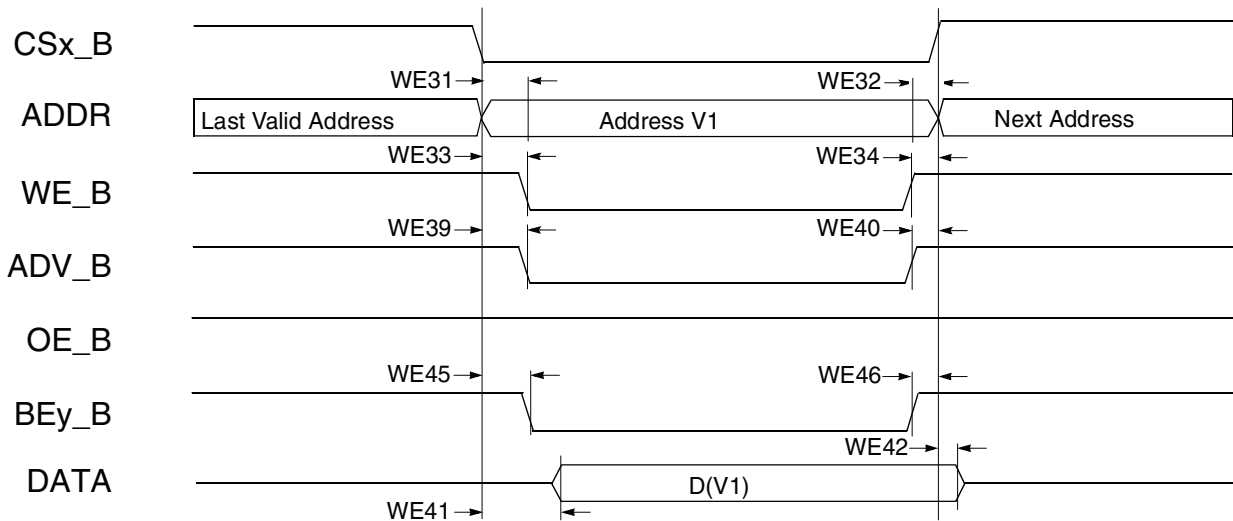 CSx_B
WE31
WE32
ADDR
Last Valid Address
Address V1
Next Address
WE33
WE34
WE_B
WE39
WE40
ADV_B
OE_B
WE45
WE46
BEy_B
WE42
DATA
D(V1)
WE41